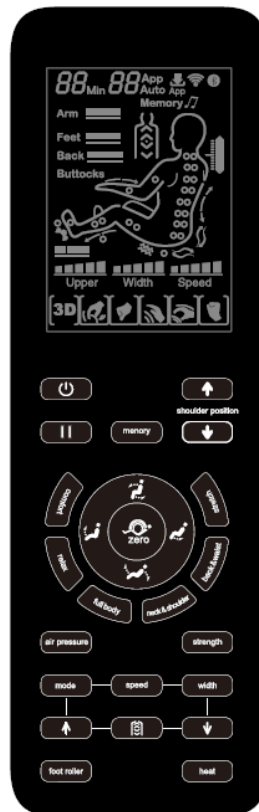 88 Min 88 App
Auto App
Memory
Arm
Feet
Back
Buttocks
Upper Width Speed
3D
shoulder position
menory
comfort
stretch
relax
zero
back & waist
full body
neck & shoulder
air pressure
strength
mode
speed
width
foot roller
heat